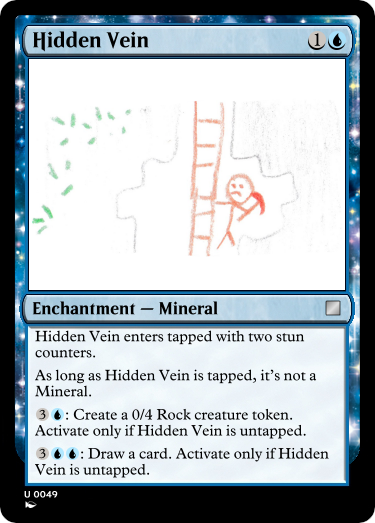 Hidden Vein 1
Enchantment — Mineral
Hidden Vein enters tapped with two stun
counters.
As long as Hidden Vein is tapped, it's not a
Mineral.
3 : Create a 0/4 Rock creature token.
Activate only if Hidden Vein is untapped.
3 : Draw a card. Activate only if Hidden
Vein is untapped.
U 0049